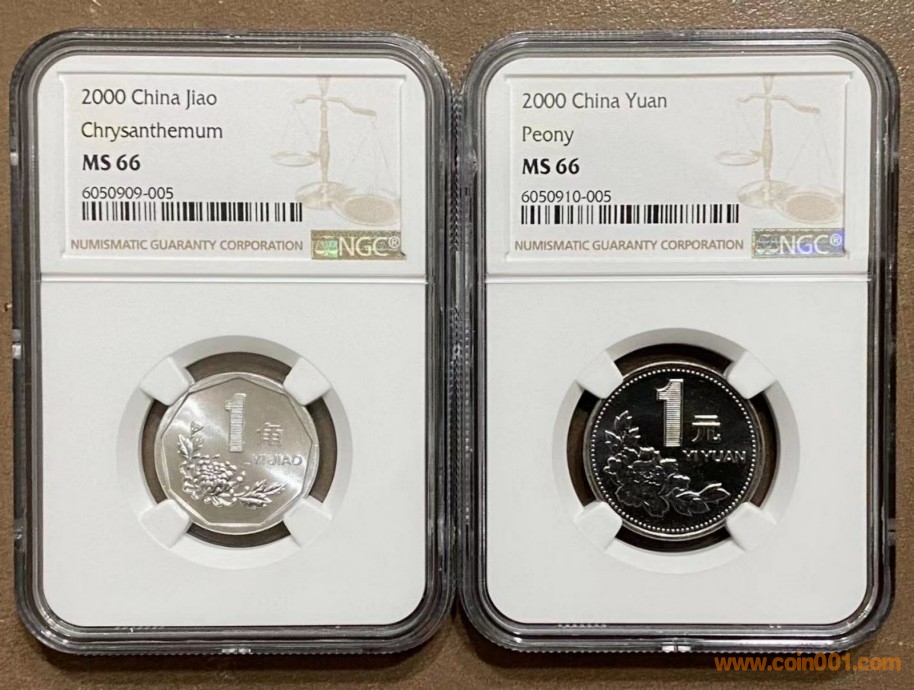 2000 China Jiao
Chrysanthemum
MS 66
6050909-005
NUMISMATIC GUARANTY CORPORATION
NGC®
1角
YI JIAO
2000 China Yuan
Peony
MS 66
6050910-005
NUMISMATIC GUARANTY CORPORATION
NGC®
1元
YI YUAN
www.coin001.com